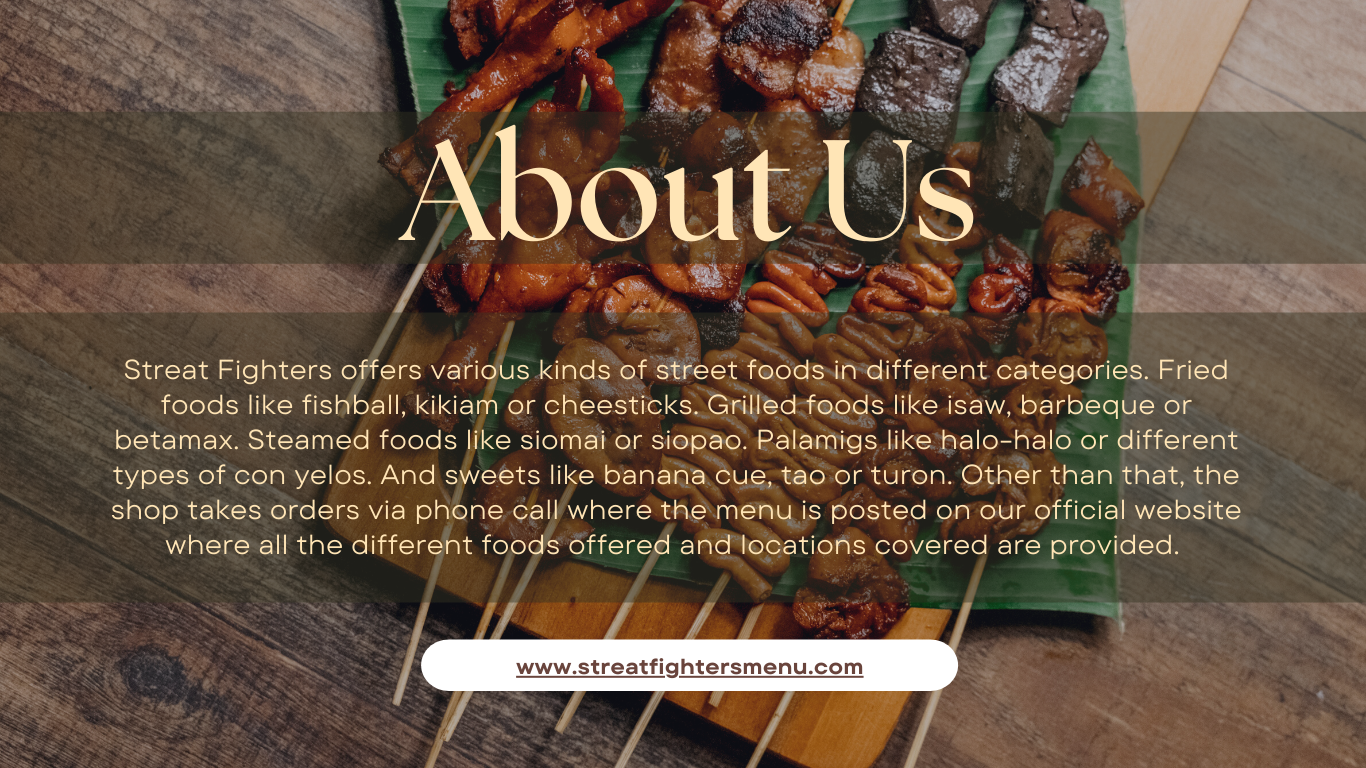 About Us
Streat Fighters offers various kinds of street foods in different categories. Fried
foods like fishball, kikiam or cheesticks. Grilled foods like isaw, barbeque or
betamax. Steamed foods like siomai or siopao. Palamigs like halo-halo or different
types of con yelos. And sweets like banana cue, tao or turon. Other than that, the
shop takes orders via phone call where the menu is posted on our official website
where all the different foods offered and locations covered are provided.
www.streatfightersmenu.com